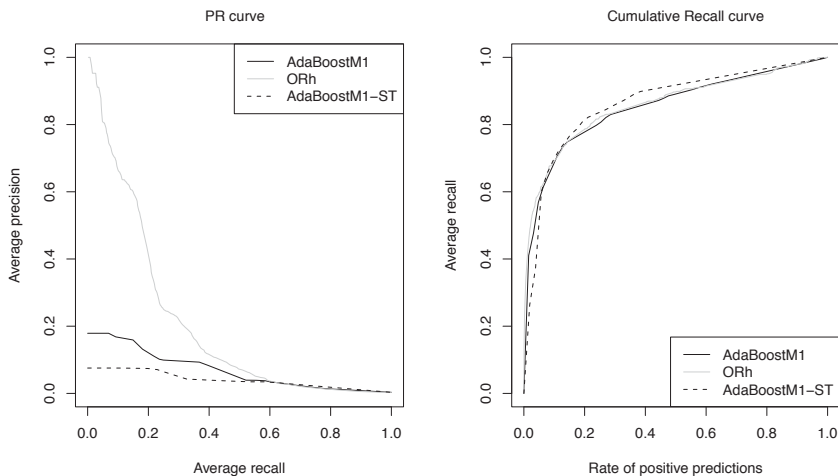 PR curve
AdaBoostM1
ORh
AdaBoostM1−ST
Average precision
0.0 0.2 0.4 0.6 0.8 1.0
0.0 0.2 0.4 0.6 0.8 1.0
Average recall
Cumulative Recall curve
Average recall
0.0 0.2 0.4 0.6 0.8 1.0
AdaBoostM1
ORh
AdaBoostM1−ST
0.0 0.2 0.4 0.6 0.8 1.0
Rate of positive predictions